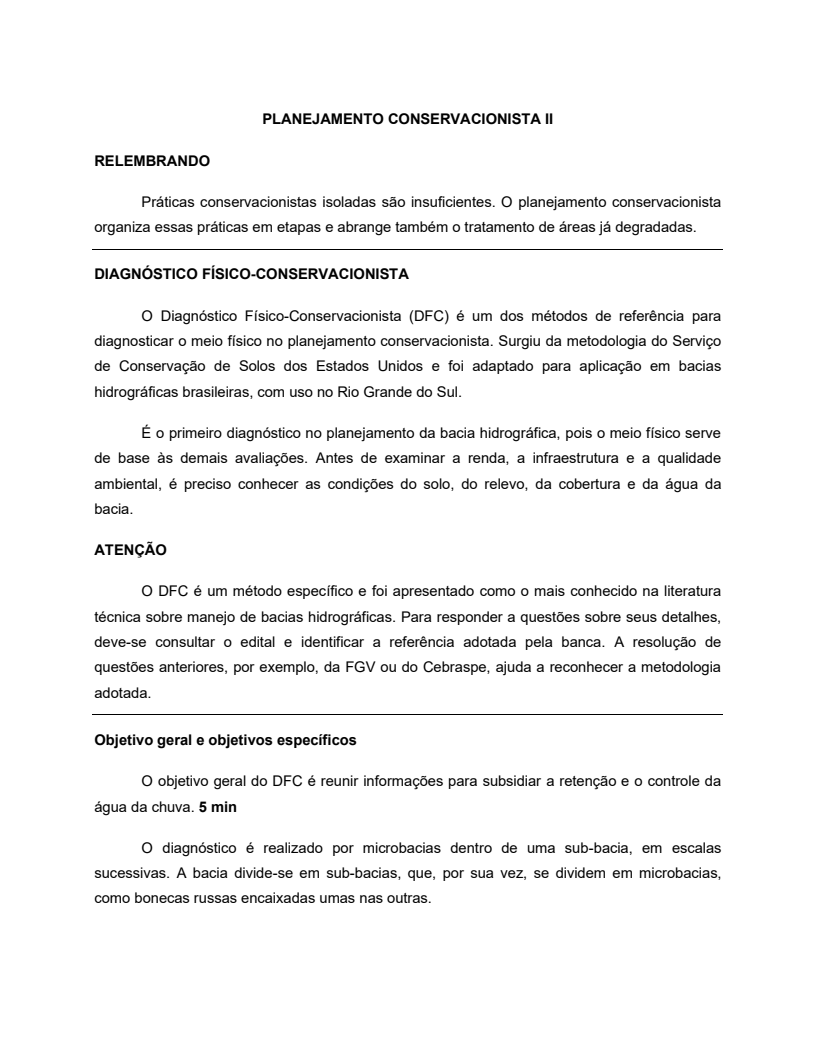 PLANEJAMENTO CONSERVACIONISTA II
RELEMBRANDO
Práticas conservacionistas isoladas são insuficientes. O planejamento conservacionista
organiza essas práticas em etapas e abrange também o tratamento de áreas já degradadas.
DIAGNÓSTICO FÍSICO-CONSERVACIONISTA
O Diagnóstico Físico-Conservacionista (DFC) é um dos métodos de referência para
diagnosticar o meio físico no planejamento conservacionista. Surgiu da metodologia do Serviço
de Conservação de Solos dos Estados Unidos e foi adaptado para aplicação em bacias
hidrográficas brasileiras, com uso no Rio Grande do Sul.
É o primeiro diagnóstico no planejamento da bacia hidrográfica, pois o meio físico serve
de base às demais avaliações. Antes de examinar a renda, a infraestrutura e a qualidade
ambiental, é preciso conhecer as condições do solo, do relevo, da cobertura e da água da
bacia.
ATENÇÃO
O DFC é um método específico e foi apresentado como o mais conhecido na literatura
técnica sobre manejo de bacias hidrográficas. Para responder a questões sobre seus detalhes,
deve-se consultar o edital e identificar a referência adotada pela banca. A resolução de
questões anteriores, por exemplo, da FGV ou do Cebraspe, ajuda a reconhecer a metodologia
adotada.
Objetivo geral e objetivos específicos
O objetivo geral do DFC é reunir informações para subsidiar a retenção e o controle da
água da chuva. 5 min
O diagnóstico é realizado por microbacias dentro de uma sub-bacia, em escalas
sucessivas. A bacia divide-se em sub-bacias, que, por sua vez, se dividem em microbacias,
como bonecas russas encaixadas umas nas outras.